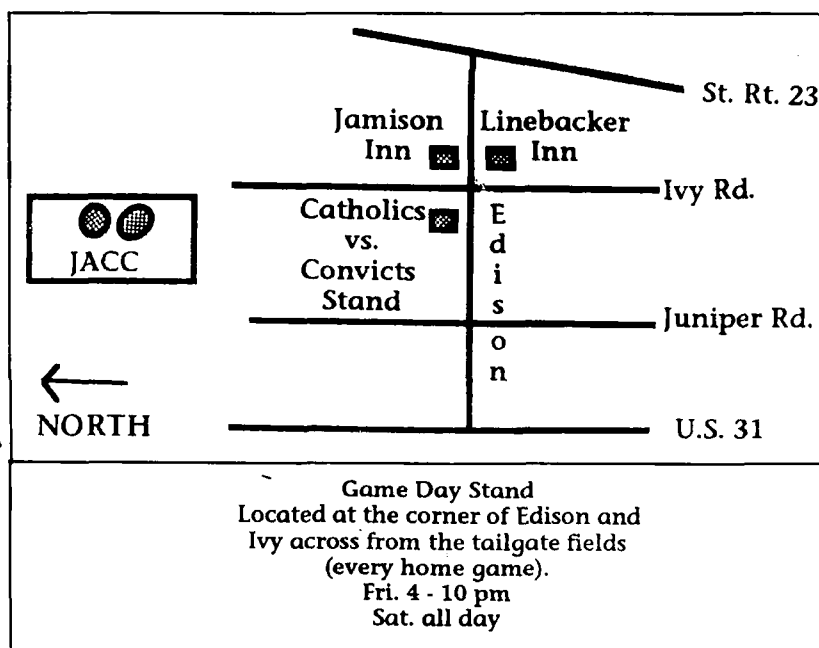 St. Rt. 23
Jamison
Inn
Linebacker
Inn
Ivy Rd.
Catholics
vs.
Convicts
Stand
Edison
JACC
Juniper Rd.
NORTH
U.S. 31
Game Day Stand
Located at the corner of Edison and
Ivy across from the tailgate fields
(every home game).
Fri. 4 - 10 pm
Sat. all day